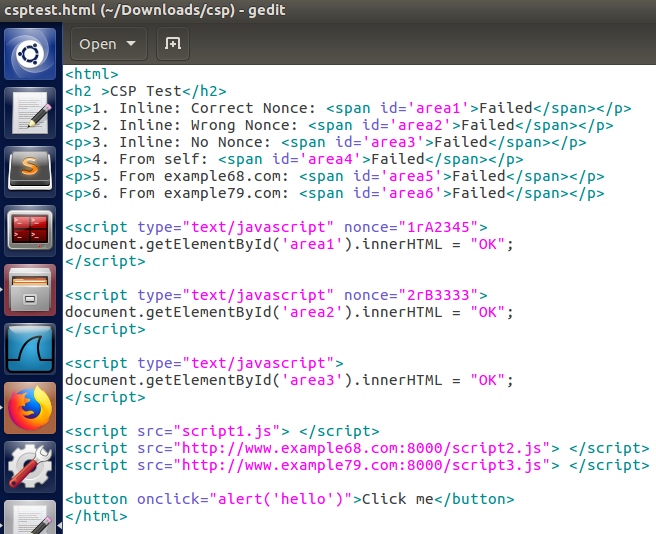 csptest.html (~/Downloads/csp) - gedit
Open
<html>
<h2 >CSP Test</h2>
<p>1. Inline: Correct Nonce: <span id='area1'>Failed</span></p>
<p>2. Inline: Wrong Nonce: <span id='area2'>Failed</span></p>
<p>3. Inline: No Nonce: <span id='area3'>Failed</span></p>
<p>4. From self: <span id='area4'>Failed</span></p>
<p>5. From example68.com: <span id='area5'>Failed</span></p>
<p>6. From example79.com: <span id='area6'>Failed</span></p>
<script type="text/javascript" nonce="1rA2345">
document.getElementById('area1').innerHTML = "OK";
</script>
<script type="text/javascript" nonce="2rB3333">
document.getElementById('area2').innerHTML = "OK";
</script>
<script type="text/javascript">
document.getElementById('area3').innerHTML = "OK";
</script>
<script src="script1.js"> </script>
<script src="http://www.example68.com:8000/script2.js"> </script>
<script src="http://www.example79.com:8000/script3.js"> </script>
<button onclick="alert('hello')">Click me</button>
</html>